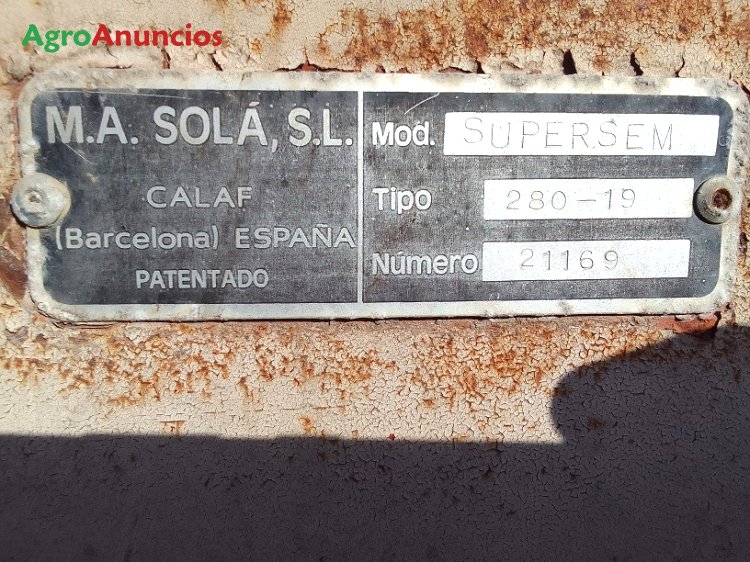 AgroAnuncios
M.A. SOLÁ, S.L.
CALAF
(Barcelona) ESPAÑA
PATENTADO
Mod. SUPERSEM
Tipo 280-19
Número 21169